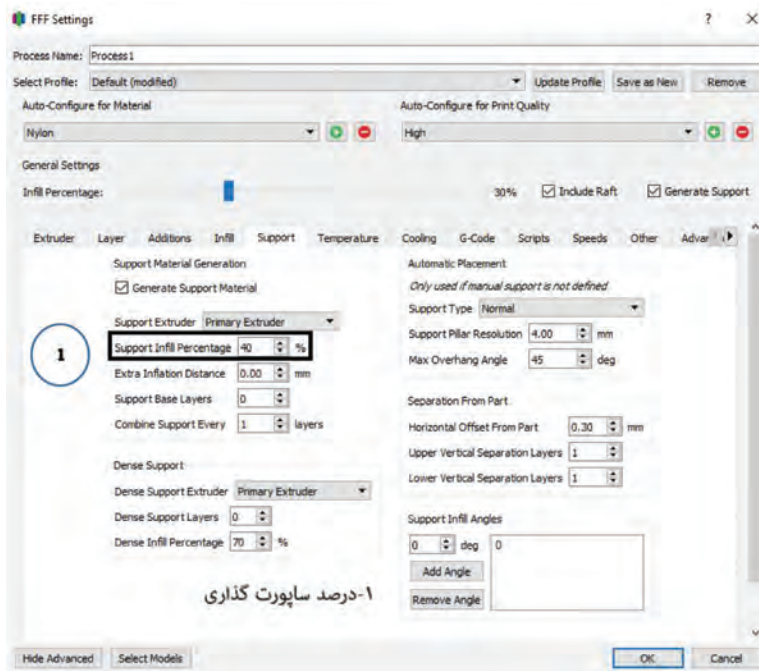 FFF Settings
Process Name: Process1
Select Profile: Default (modified) Update Profile Save as New Remove
Auto-Configure for Material
Nylon
Auto-Configure for Print Quality
High
General Settings
Infill Percentage: 30% Include Raft Generate Support
Extruder Layer Additions Infill Support Temperature Cooling G-Code Scripts Speeds Other
Support Material Generation
Generate Support Material
Support Extruder Primary Extruder
1
Support Infill Percentage 40 %
Extra Inflation Distance 0.00 mm
Support Base Layers 0
Combine Support Every 1 layers
Dense Support
Dense Support Extruder Primary Extruder
Dense Support Layers 0
Dense Infill Percentage 70 %
۱-درصد ساپورت گذاری
Automatic Placement
Only used if manual support is not defined
Support Type Normal
Support Pillar Resolution 4.00 mm
Max Overhang Angle 45 deg
Separation From Part
Horizontal Offset From Part 0.30 mm
Upper Vertical Separation Layers 1
Lower Vertical Separation Layers 1
Support Infill Angles
0 deg 0
Add Angle
Remove Angle
Hide Advanced Select Models OK Cancel